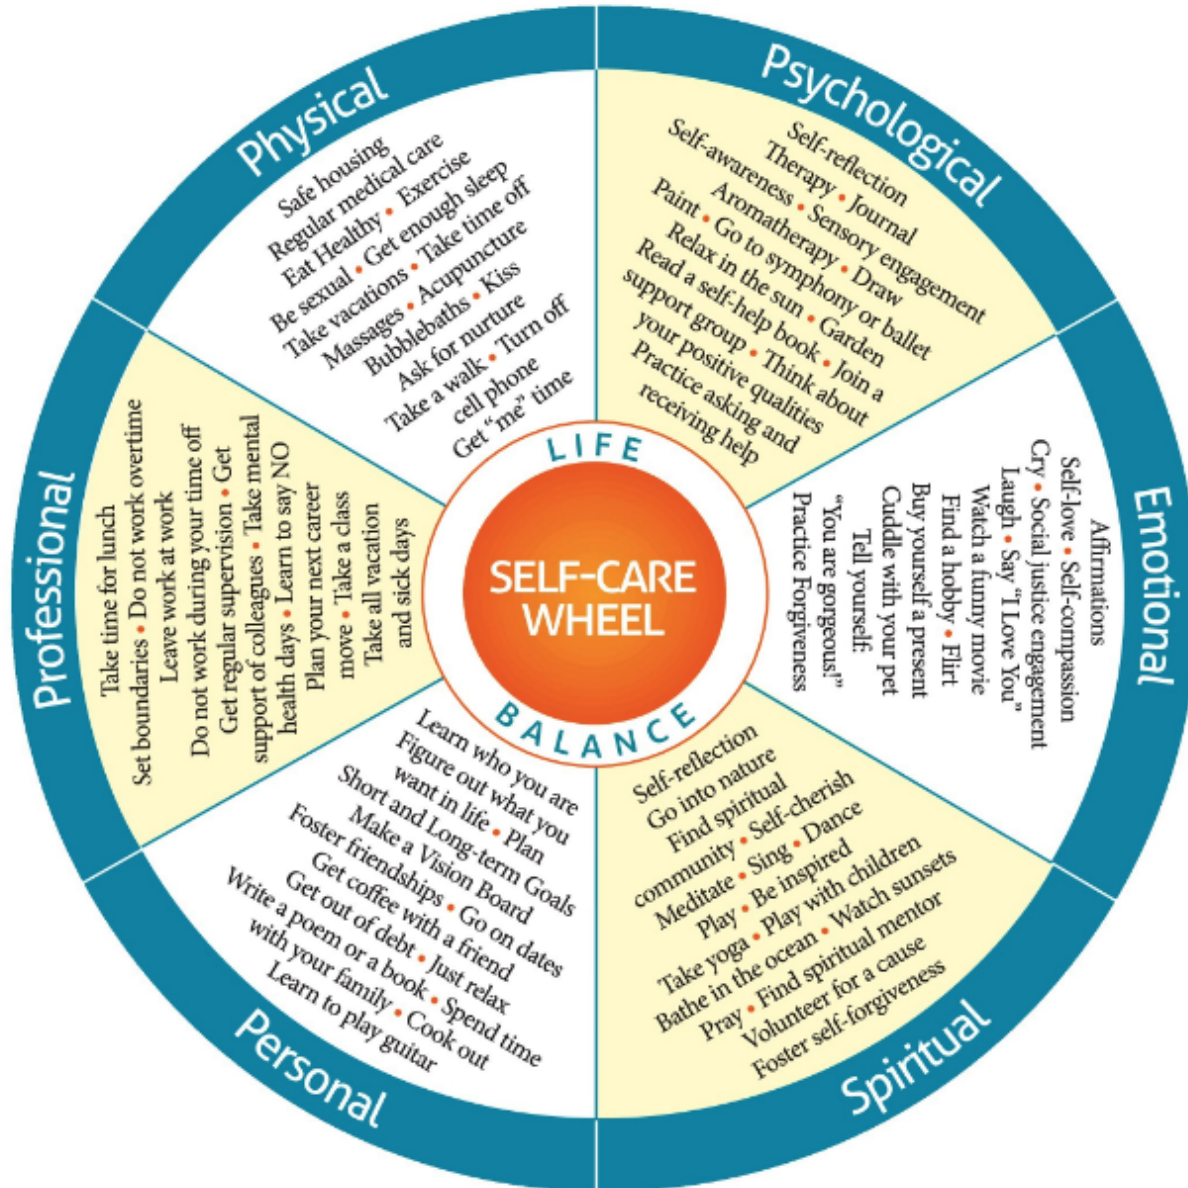 Physical
Safe housing
Regular medical care
Eat Healthy • Exercise
Be sexual • Get enough sleep
Take vacations • Take time off
Massages • Acupuncture
Bubblebaths • Kiss
Ask for nurture
Take a walk • Turn off
cell phone
Get “me” time
Psychological
Self-reflection
Therapy • Journal
Self-awareness • Sensory engagement
Aromatherapy • Draw
Paint • Go to symphony or ballet
Relax in the sun • Garden
Read a self-help book • Join a
support group • Think about
your positive qualities
Practice asking and
receiving help
Emotional
Affirmations
Self-love • Self-compassion
Cry • Social justice engagement
Laugh • Say “I Love You”
Watch a funny movie
Find a hobby • Flirt
Buy yourself a present
Cuddle with your pet
Tell yourself:
“You are gorgeous!”
Practice Forgiveness
Spiritual
Self-reflection
Go into nature
Find spiritual
community • Self-cherish
Meditate • Sing • Dance
Play • Be inspired
Take yoga • Play with children
Bathe in the ocean • Watch sunsets
Pray • Find spiritual mentor
Volunteer for a cause
Foster self-forgiveness
Personal
Learn who you are
Figure out what you
want in life • Plan
Short and Long-term Goals
Make a Vision Board
Foster friendships • Go on dates
Get coffee with a friend
Get out of debt • Just relax
Write a poem or a book • Spend time
with your family • Cook out
Learn to play guitar
Professional
Take time for lunch
Set boundaries • Do not work overtime
Leave work at work
Do not work during your time off
Get regular supervision • Get
support of colleagues • Take mental
health days • Learn to say NO
Plan your next career
move • Take a class
Take all vacation
and sick days
LIFE
SELF-CARE
WHEEL
BALANCE